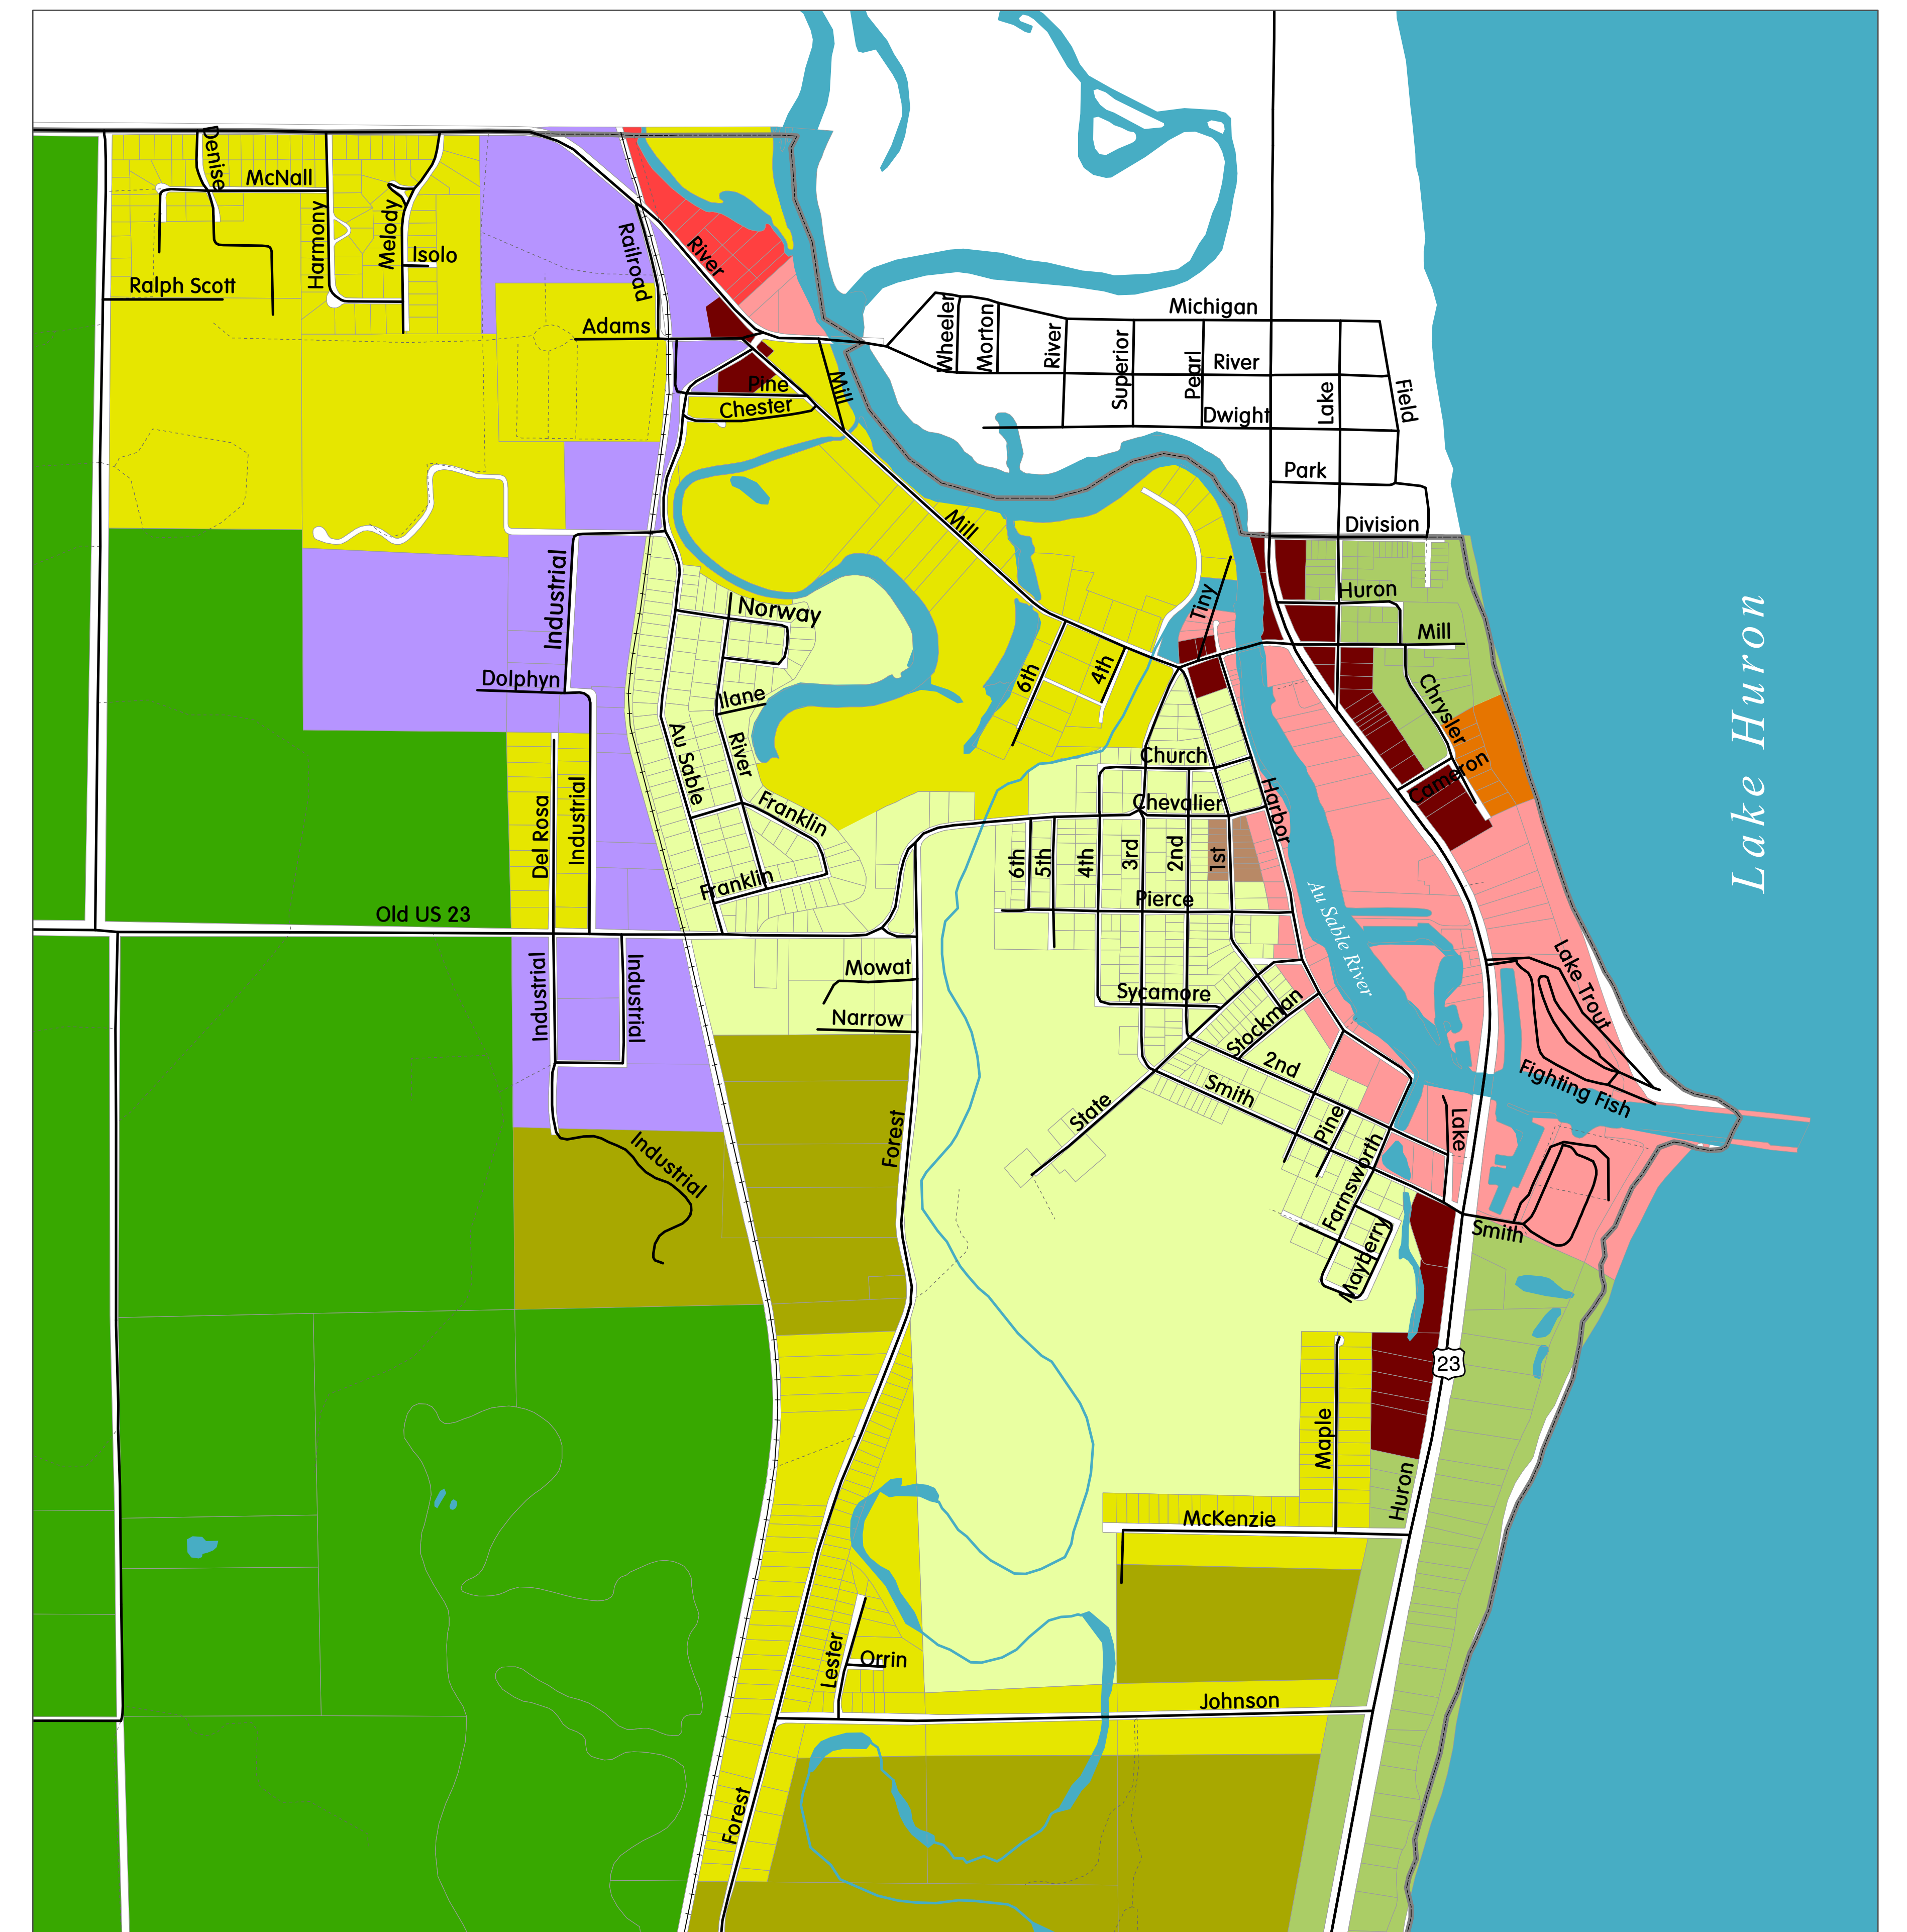 Denise
McNall
Harmony
Melody
Isolo
Ralph Scott
Railroad
River
Adams
Pine
Chester
Mill
Michigan
Wheeler
Morton
River
Superior
Pearl
River
Lake
Field
Dwight
Park
Division
Mill
Industrial
Norway
Tiny
Huron
Mill
Dolphyn
Ilane
6th
4th
Chrysler
Lake Huron
Au Sable
River
Church
Cameron
Del Rosa
Industrial
Franklin
Chevalier
Harbor
6th
5th
4th
3rd
2nd
1st
Franklin
Pierce
Au Sable River
Old US 23
Industrial
Industrial
Mowat
Narrow
Sycamore
Stockman
Lake Trout
2nd
Smith
Fighting Fish
State
Pine
Lake
Forest
Industrial
Farnsworth
Smith
Mayberry
23
Maple
Huron
McKenzie
Lester
Orrin
Johnson
Forest